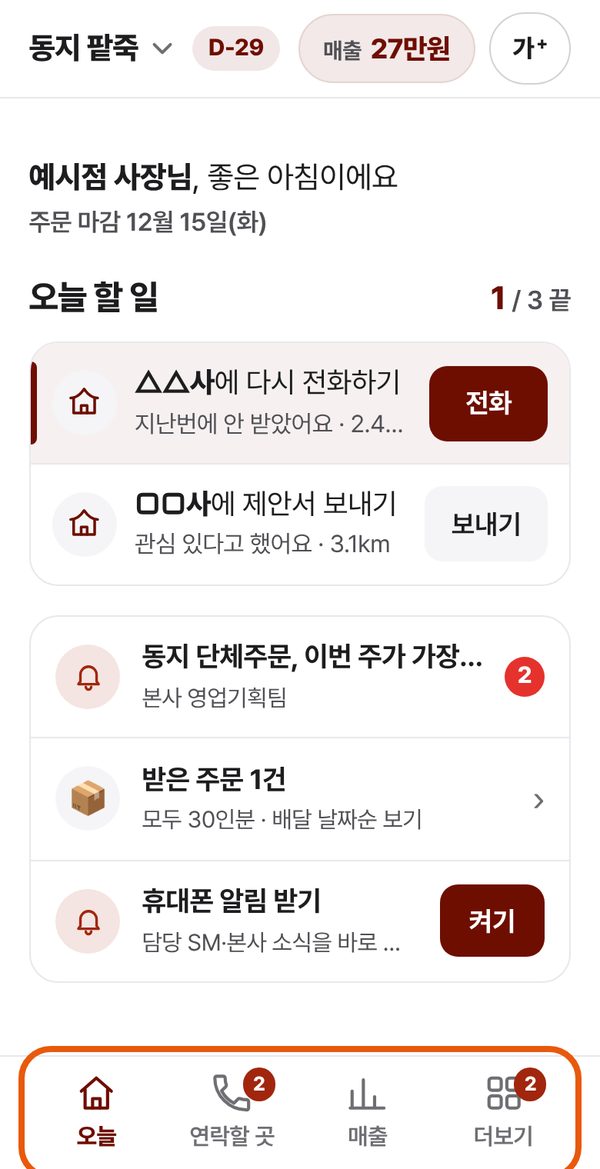 동지 팥죽
D-29
매출 27만원
가+
예시점 사장님, 좋은 아침이에요
주문 마감 12월 15일(화)
오늘 할 일
1 / 3 끝
△△사에 다시 전화하기
지난번에 안 받았어요 · 2.4...
전화
□□사에 제안서 보내기
관심 있다고 했어요 · 3.1km
보내기
동지 단체주문, 이번 주가 가장...
본사 영업기획팀
2
받은 주문 1건
모두 30인분 · 배달 날짜순 보기
휴대폰 알림 받기
담당 SM·본사 소식을 바로 ...
켜기
오늘
2
연락할 곳
매출
2
더보기